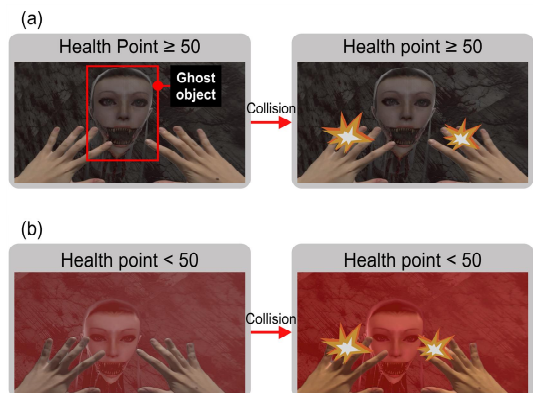 (a)
Health Point ≥ 50
Health Point ≥ 50
Ghost
object
Collision
(b)
Health point < 50
Health point < 50
Collision